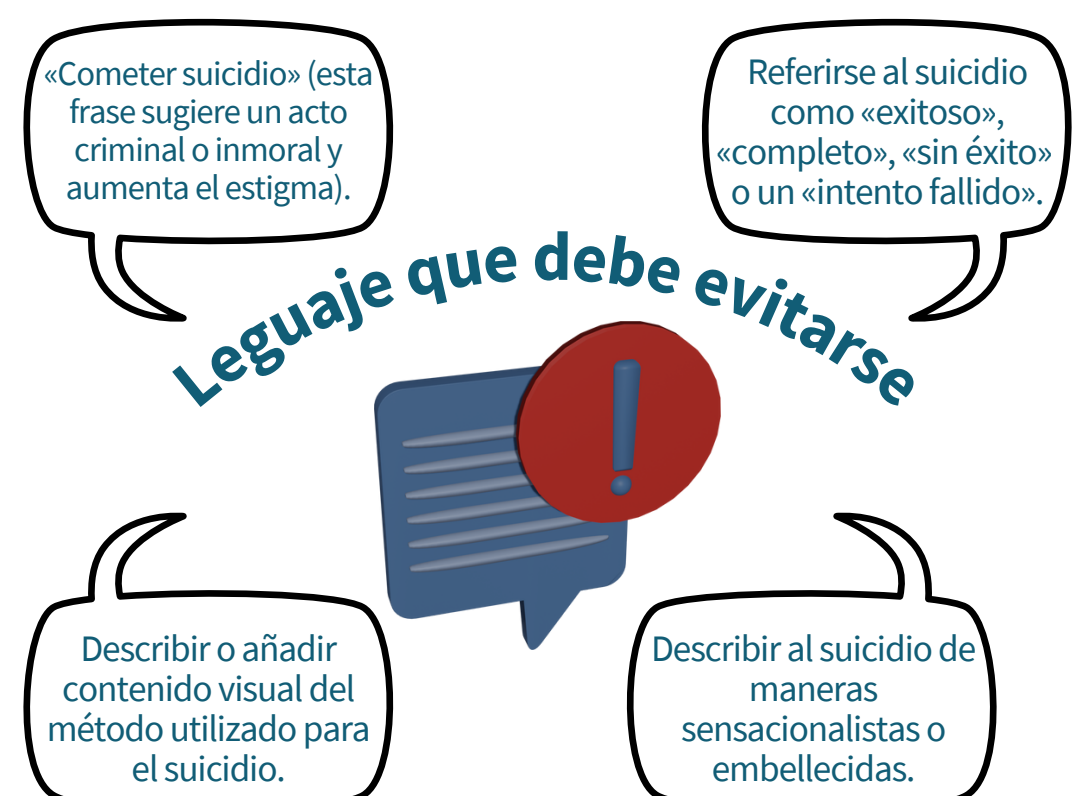 «Cometer suicidio» (esta
frase sugiere un acto
criminal o inmoral y
aumenta el estigma).
Referirse al suicidio
como «exitoso»,
«completo», «sin éxito»
o un «intento fallido».
Leguaje que debe evitarse
Describir o añadir
contenido visual del
método utilizado para
el suicidio.
Describir al suicidio de
maneras
sensacionalistas o
embellecidas.